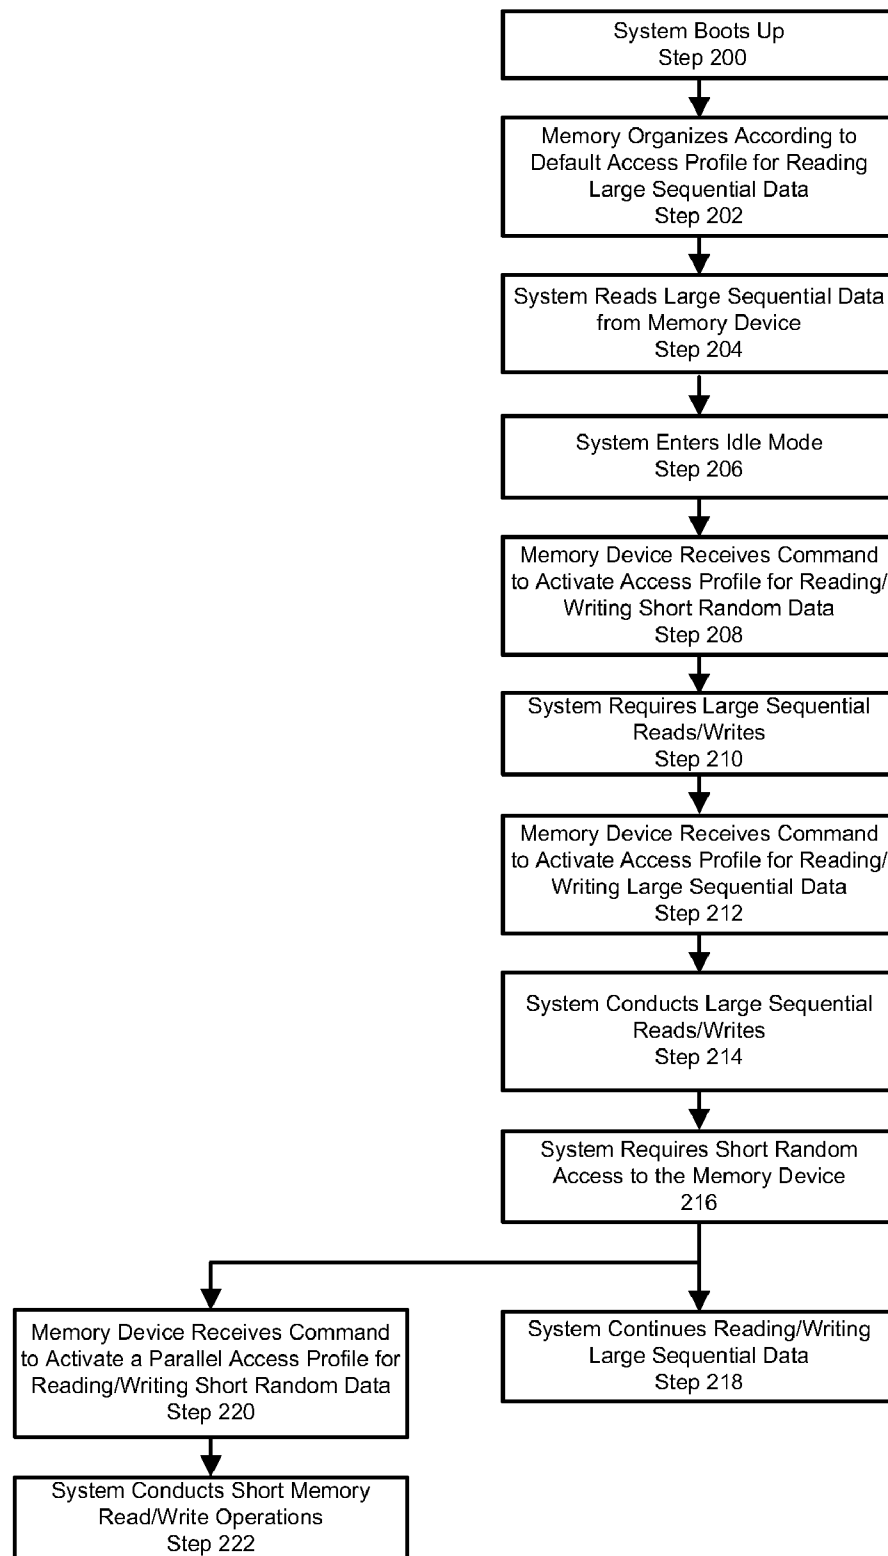 System Boots Up
Step 200
Memory Organizes According to
Default Access Profile for Reading
Large Sequential Data
Step 202
System Reads Large Sequential Data
from Memory Device
Step 204
System Enters Idle Mode
Step 206
Memory Device Receives Command
to Activate Access Profile for Reading/
Writing Short Random Data
Step 208
System Requires Large Sequential
Reads/Writes
Step 210
Memory Device Receives Command
to Activate Access Profile for Reading/
Writing Large Sequential Data
Step 212
System Conducts Large Sequential
Reads/Writes
Step 214
System Requires Short Random
Access to the Memory Device
216
System Continues Reading/Writing
Large Sequential Data
Step 218
Memory Device Receives Command
to Activate a Parallel Access Profile for
Reading/Writing Short Random Data
Step 220
System Conducts Short Memory
Read/Write Operations
Step 222